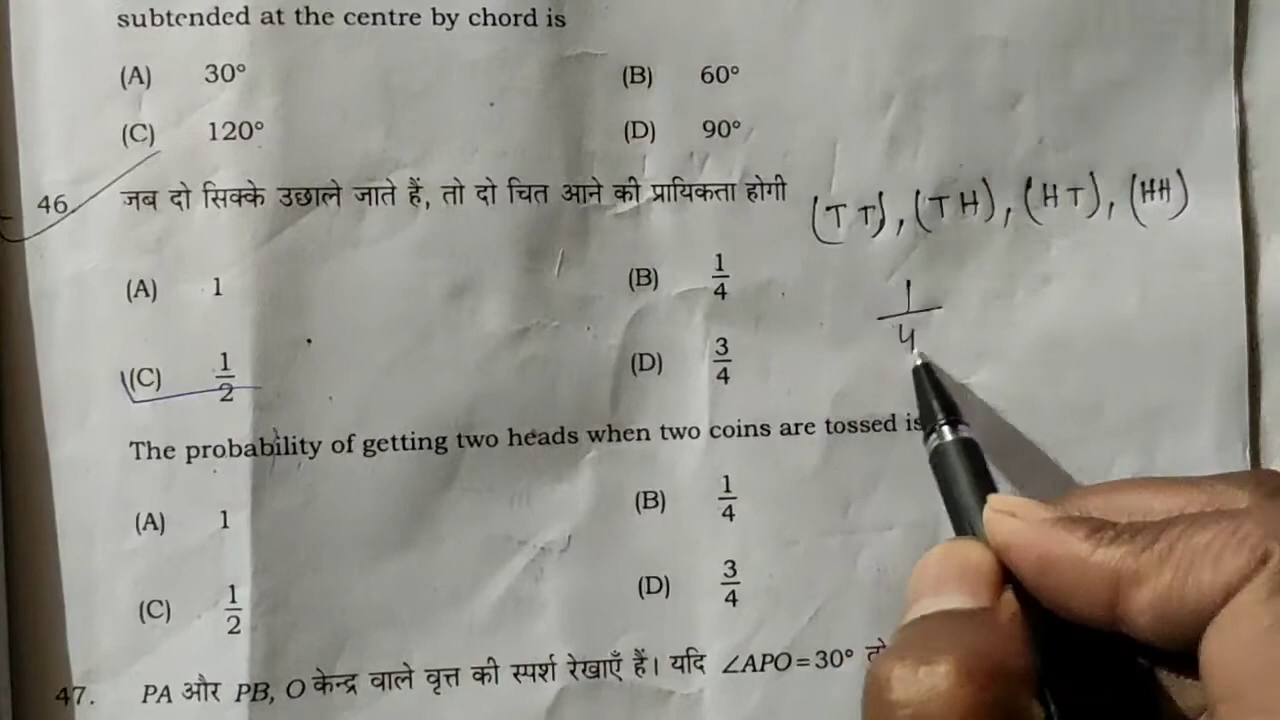 subtended at the centre by chord is
(A) 30° (B) 60°
(C) 120° (D) 90°
46. जब दो सिक्के उछाले जाते हैं, तो दो चित आने की प्रायिकता होगी (T T), (T H), (H T), (HH)
(A) 1 (B) 1/4 1/4
(C) 1/2 (D) 3/4
The probability of getting two heads when two coins are tossed is
(A) 1 (B) 1/4
(C) 1/2 (D) 3/4
47. PA और PB, O केन्द्र वाले वृत्त की स्पर्श रेखाएँ हैं। यदि ∠APO=30° तो